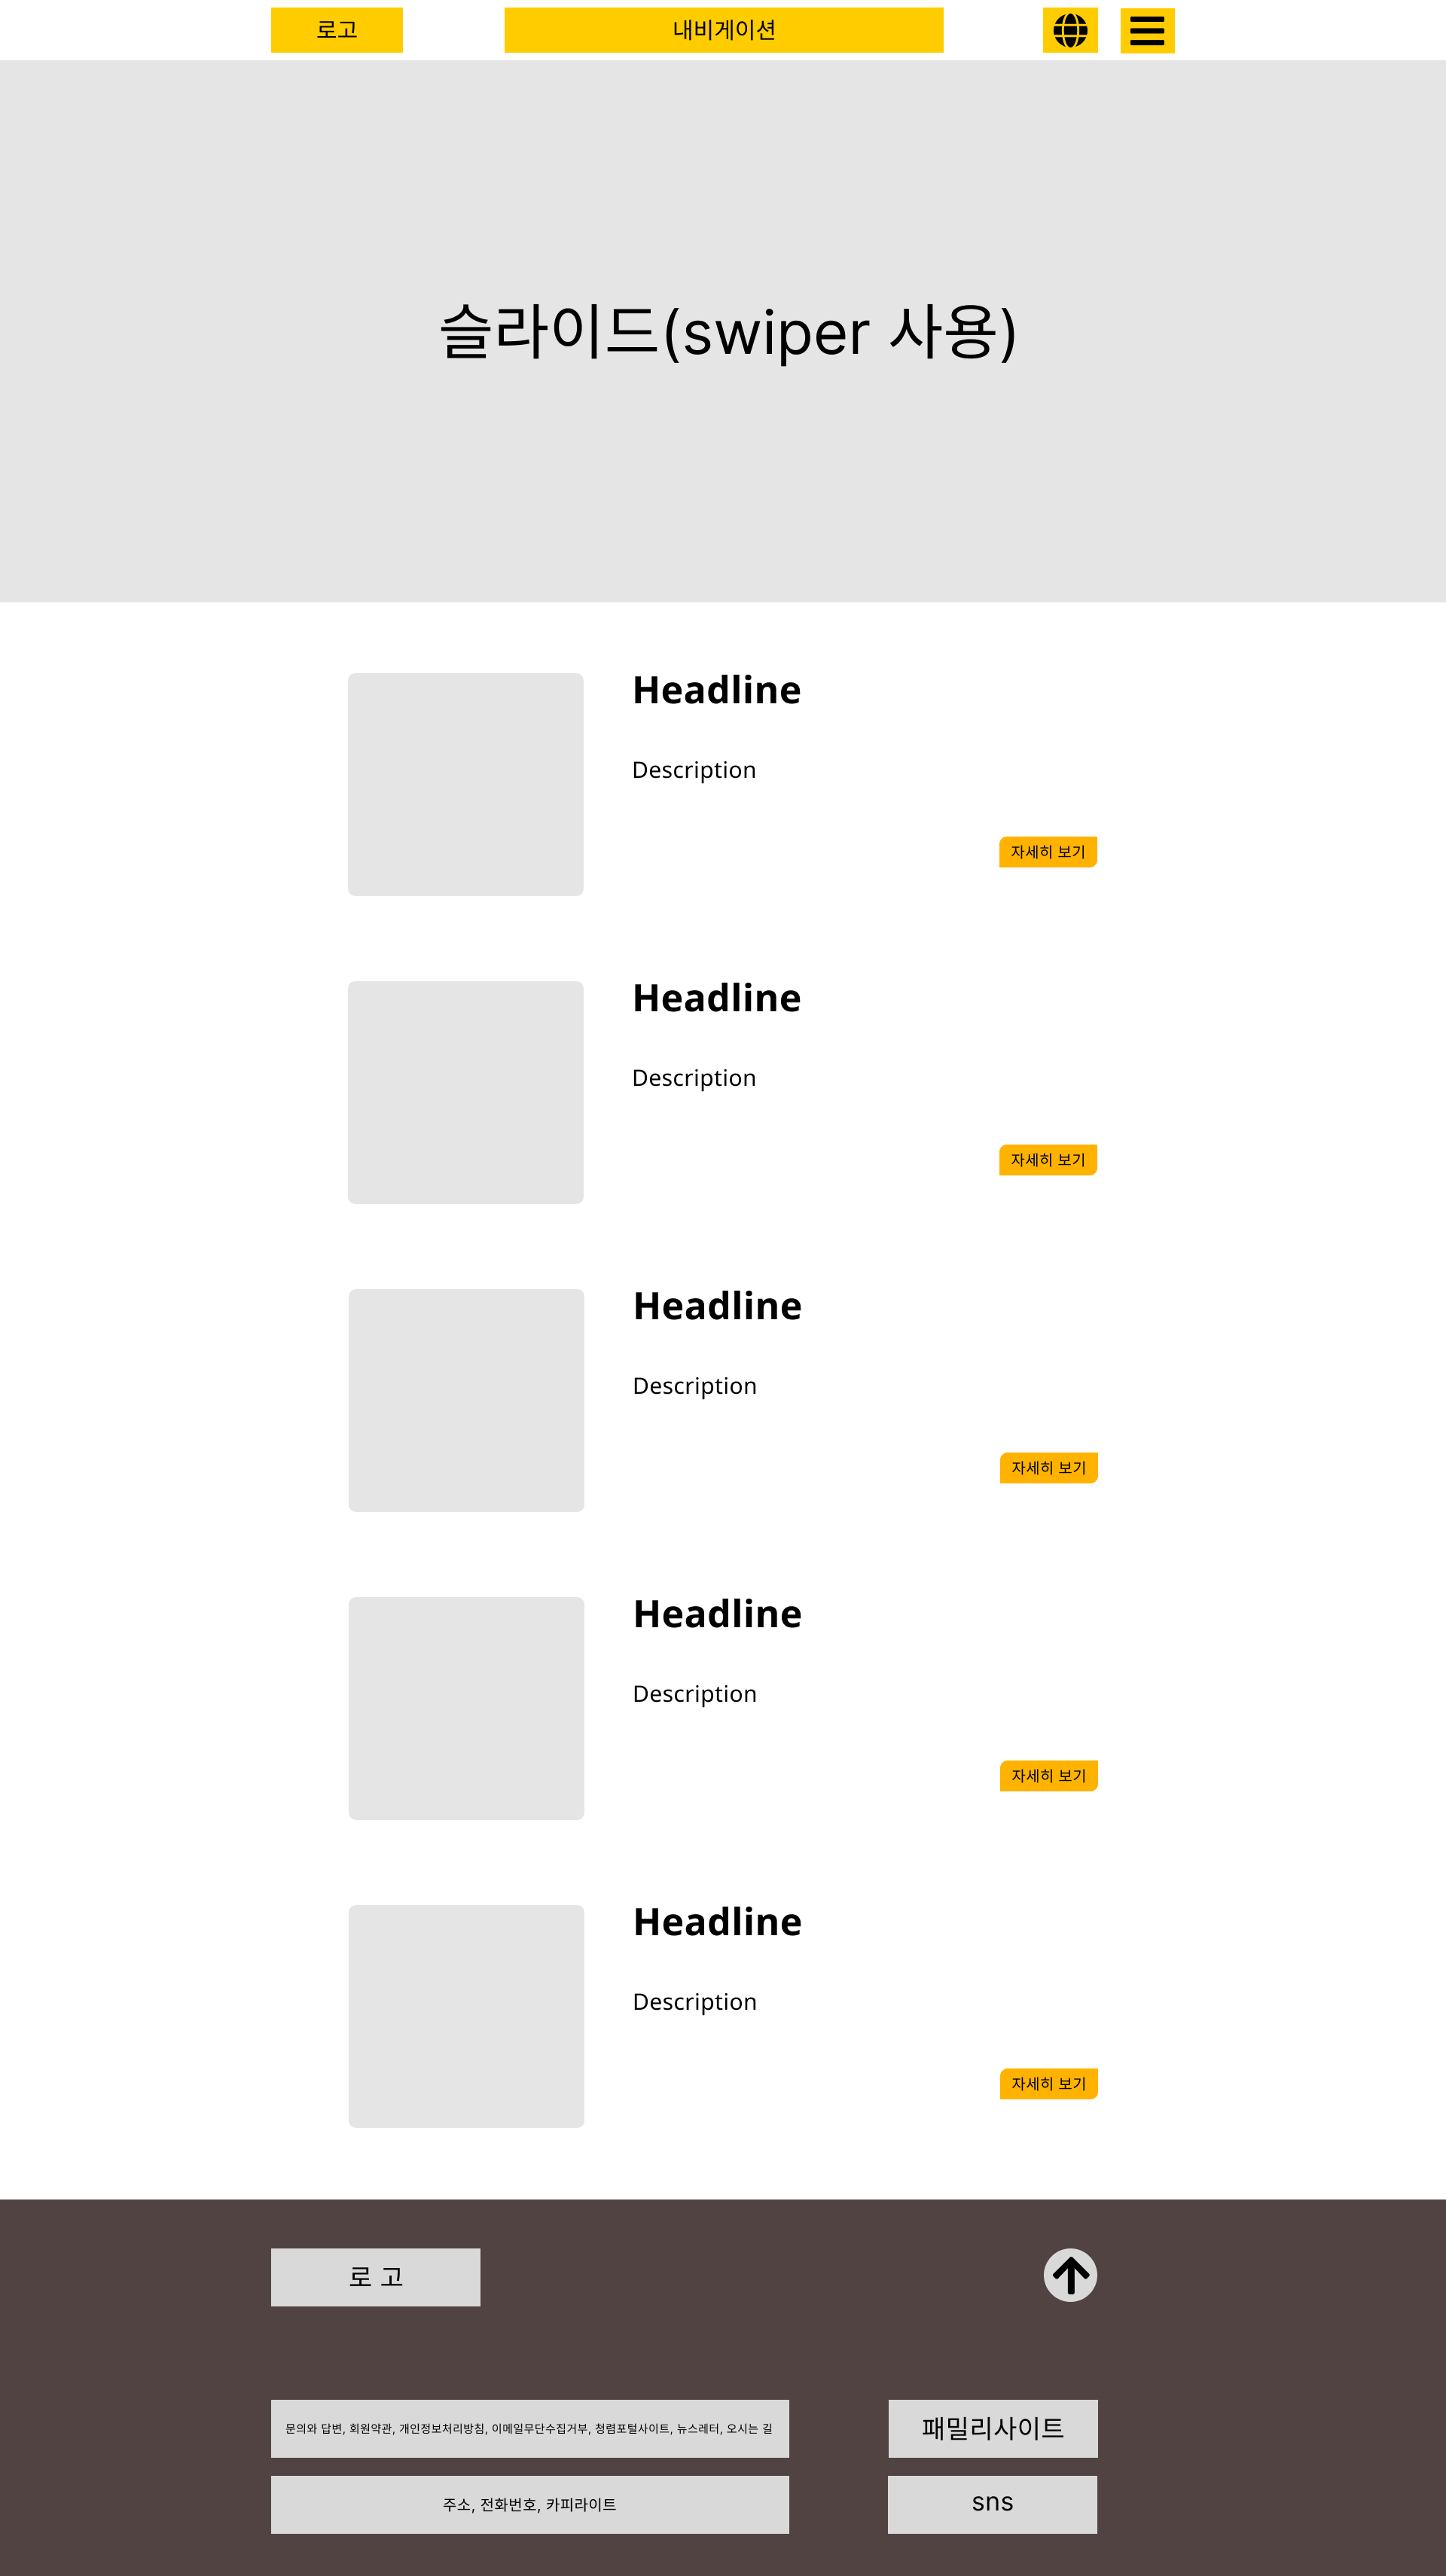 로고
내비게이션
슬라이드(swiper 사용)
Headline
Description
자세히 보기
Headline
Description
자세히 보기
Headline
Description
자세히 보기
Headline
Description
자세히 보기
Headline
Description
자세히 보기
로 고
문의와 답변, 회원약관, 개인정보처리방침, 이메일무단수집거부, 청렴포털사이트, 뉴스레터, 오시는 길
패밀리사이트
주소, 전화번호, 카피라이트
sns